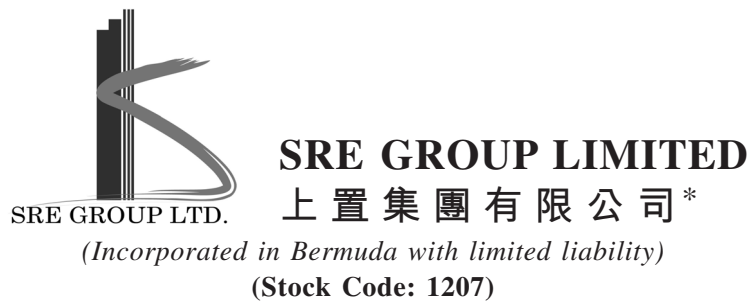 SRE GROUP LTD.
SRE GROUP LIMITED
上置集團有限公司*
(Incorporated in Bermuda with limited liability)
(Stock Code: 1207)